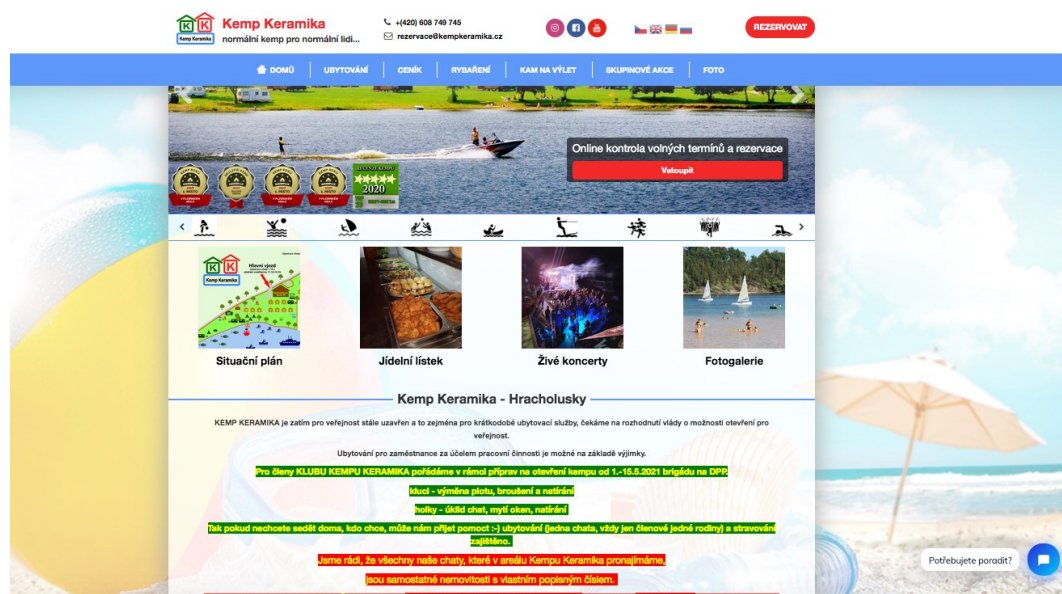 Kemp Keramika
normální kemp pro normální lidi...
+(420) 608 749 745
rezervace@kempkeramika.cz
REZERVOVAT
DOMŮ
UBYTOVÁNÍ
CENÍK
RYBAŘENÍ
KAM NA VÝLET
SKUPINOVÉ AKCE
FOTO
Online kontrola volných termínů a rezervace
Vstoupit
2020
Hlavní vjezd
Kemp Keramika
Situační plán
Jídelní lístek
Živé koncerty
Fotogalerie
Kemp Keramika - Hracholusky
KEMP KERAMIKA je zatím pro veřejnost stále uzavřen a to zejména pro krátkodobé ubytovací služby, čekáme na rozhodnutí vlády o možnosti otevření pro
veřejnost.
Ubytování pro zaměstnance za účelem pracovní činnosti je možné na základě výjimky.
Pro členy KLUBU KEMPU KERAMIKA pořádáme v rámci příprav na otevření kempu od 1.-15.5.2021 brigádu na DPP.
kluci - výměna plotu, broušení a natírání
holky - úklid chat, mytí oken, natírání
Tak pokud nechcete sedět doma, kdo chce, může nám přijet pomoct :-) ubytování (jedna chata, vždy jen členové jedné rodiny) a stravování
zajištěno.
Jsme rádi, že všechny naše chaty, které v areálu Kempu Keramika pronajímáme,
jsou samostatné nemovitosti s vlastním popisným číslem.
Potřebujete poradit?